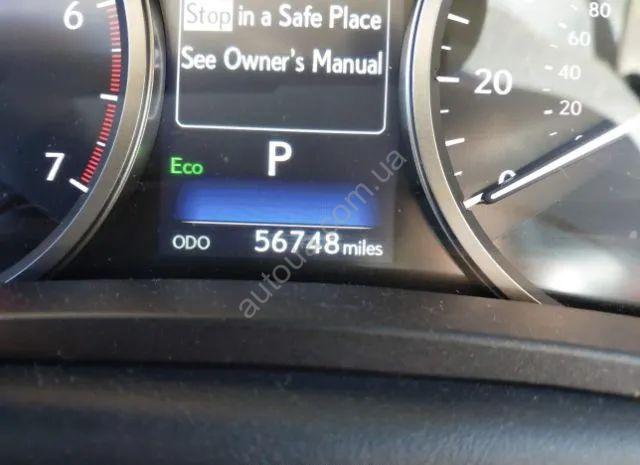 6
7
Stop in a Safe Place
See Owner's Manual
P
Eco
ODO 56748 miles
80
60
40
20
20
0
autoua.com.ua